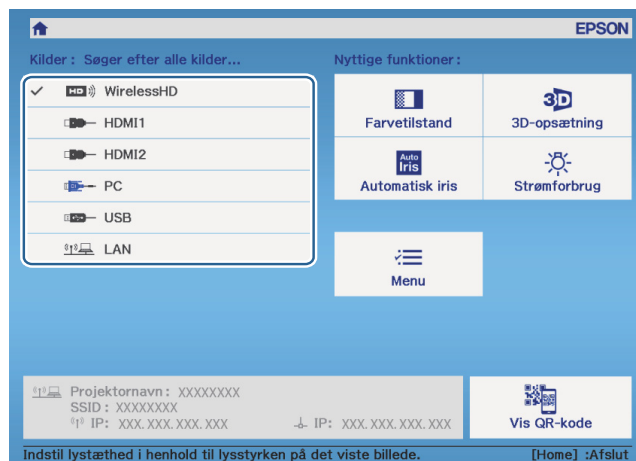 EPSON
Kilder : Søger efter alle kilder...
WirelessHD
HDMI1
HDMI2
PC
USB
LAN
Nyttige funktioner :
Farvetilstand
3D
3D-opsætning
Auto
Iris
Automatisk iris
Strømforbrug
Menu
Projektornavn : XXXXXXXX
SSID : XXXXXXXX
IP: XXX. XXX. XXX. XXX IP: XXX. XXX. XXX. XXX
Vis QR-kode
Indstil lystæthed i henhold til lysstyrken på det viste billede. [Home] :Afslut